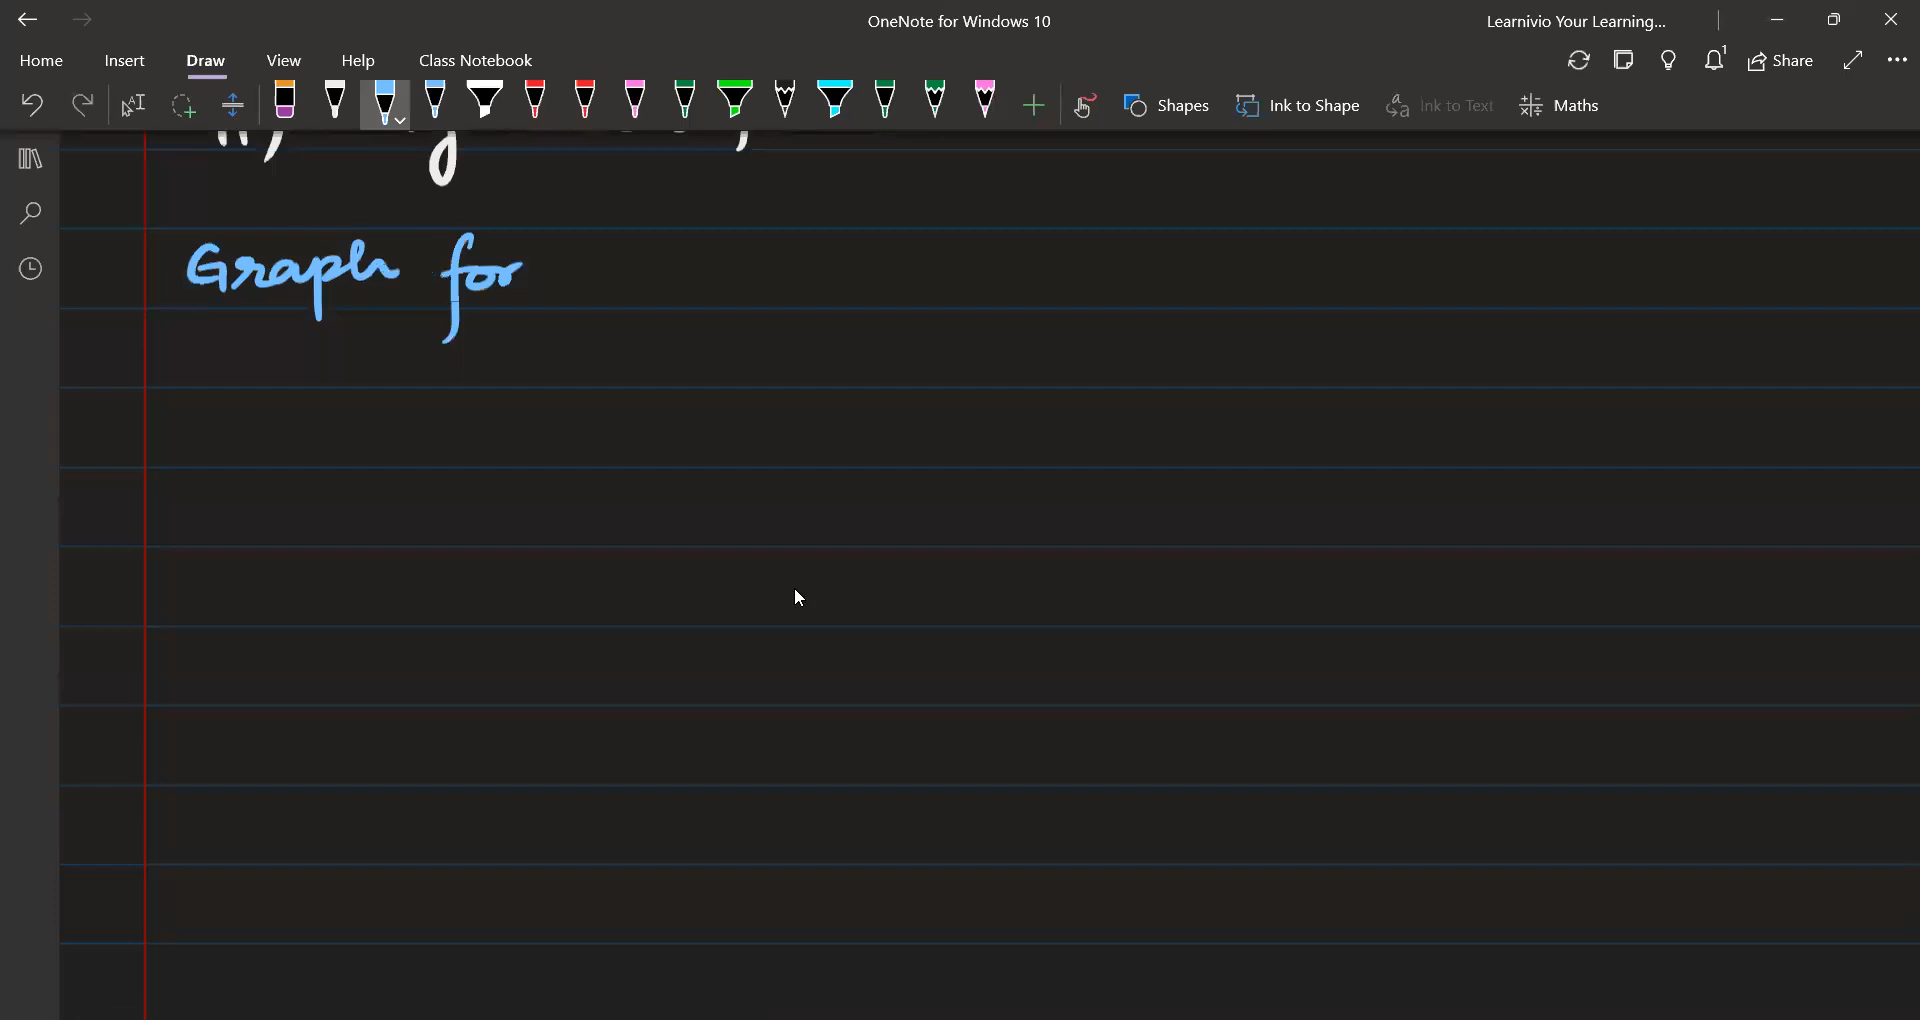 OneNote for Windows 10
Learnivio Your Learning...
Home Insert Draw View Help Class Notebook
1 Share
Shapes Ink to Shape Ink to Text Maths
Graph for